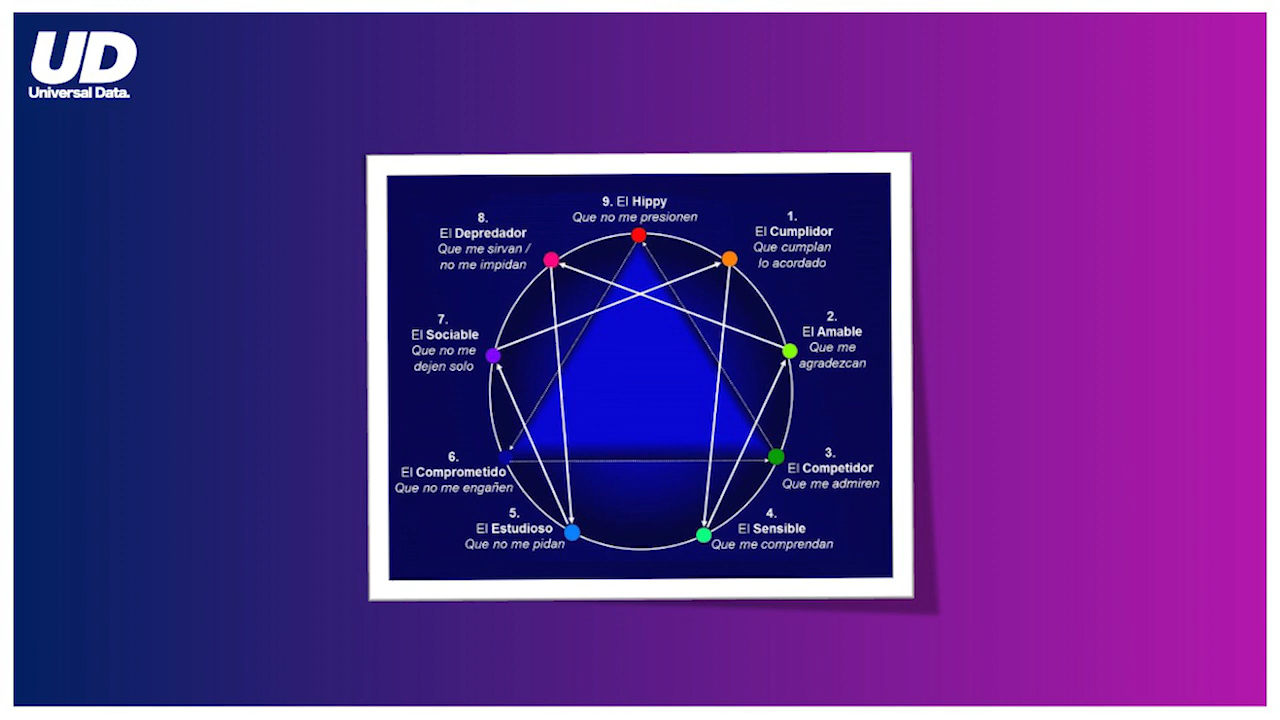 UD
Universal Data.
9. El Hippy
Que no me presionen
8.
El Depredador
Que me sirvan /
no me impidan
1.
El Cumplidor
Que cumplan
lo acordado
7.
El Sociable
Que no me
dejen solo
2.
El Amable
Que me
agradezcan
6.
El Comprometido
Que no me engañen
3.
El Competidor
Que me admiren
5.
El Estudioso
Que no me pidan
4.
El Sensible
Que me comprendan